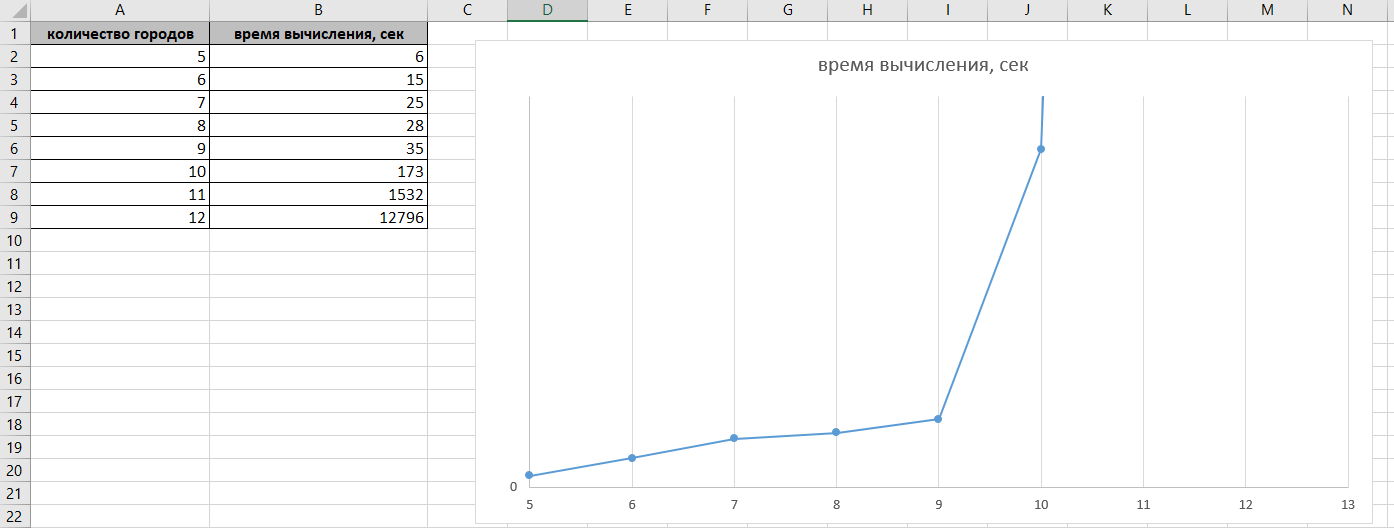 A B C D E F G H I J K L M N
1 количество городов время вычисления, сек
2 5 6
3 6 15
4 7 25
5 8 28
6 9 35
7 10 173
8 11 1532
9 12 12796
10
11
12
13
14
15
16
17
18
19
20
21
22
время вычисления, сек
0
5 6 7 8 9 10 11 12 13